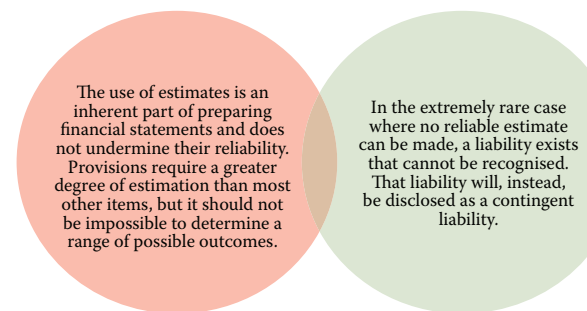 The use of estimates is an
inherent part of preparing
financial statements and does
not undermine their reliability.
Provisions require a greater
degree of estimation than most
other items, but it should not
be impossible to determine a
range of possible outcomes.
In the extremely rare case
where no reliable estimate
can be made, a liability exists
that cannot be recognised.
That liability will, instead,
be disclosed as a contingent
liability.